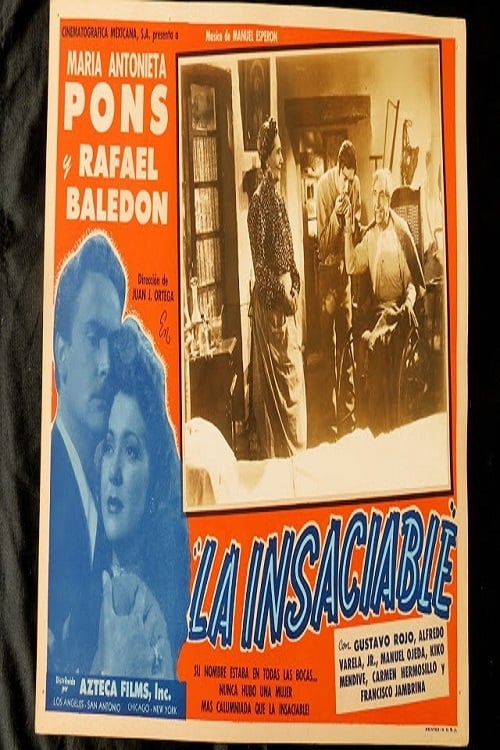 CINEMATOGRAFICA MEXICANA, S.A. presenta a
Musica de MANUEL ESPERON
MARIA ANTONIETA
PONS
y RAFAEL
BALEDON
Dirección de
JUAN J. ORTEGA
En
"LA INSACIABLE"
con GUSTAVO ROJO, ALFREDO
VARELA, JR., MANUEL OJEDA, KIKO
MENDIVE, CARMEN HERMOSILLO y
FRANCISCO JAMBRINA
SU NOMBRE ESTABA EN TODAS LAS BOCAS...
NUNCA HUBO UNA MUJER
MAS CALUMNIADA QUE LA INSACIABLE!
Distribuida
por AZTECA FILMS, Inc.
LOS ANGELES - SAN ANTONIO CHICAGO - NEW YORK
PRINTED IN U.S.A.